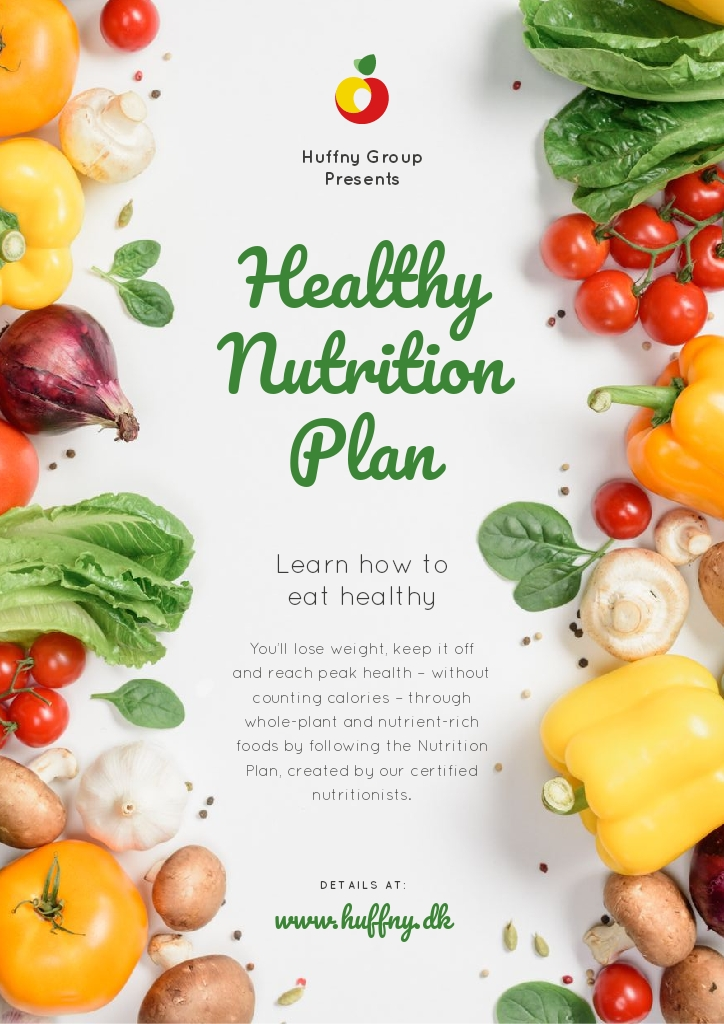 Huffny Group
Presents
Healthy
Nutrition
Plan
Learn how to
eat healthy
You'll lose weight, keep it off
and reach peak health – without
counting calories – through
whole-plant and nutrient-rich
foods by following the Nutrition
Plan, created by our certified
nutritionists.
DETAILS AT:
www.huffny.dk